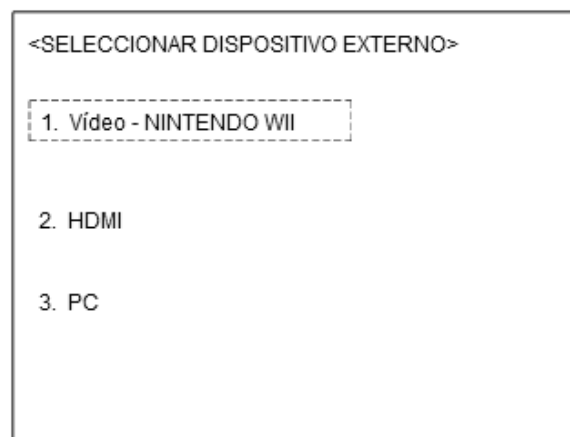 <SELECCIONAR DISPOSITIVO EXTERNO>
1. Vídeo - NINTENDO WII
2. HDMI
3. PC